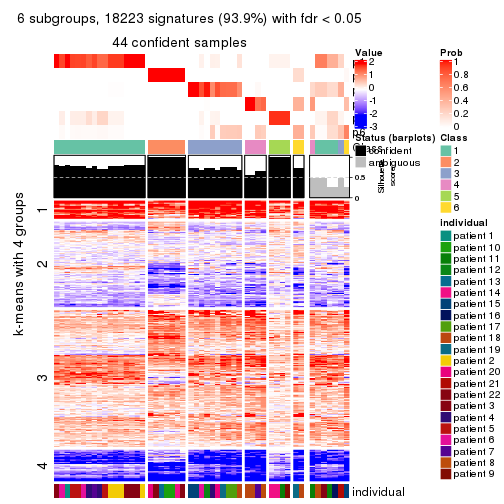 6 subgroups, 18223 signatures (93.9%) with fdr < 0.05
44 confident samples
k-means with 4 groups
1
2
3
4
0.5
0
Silhouette
score
individual
Value
2
1
0
-1
-2
-3
Status (barplots)
confident
ambiguous
Prob
1
0.8
0.6
0.4
0.2
0
Class
1
2
3
4
5
6
individual
patient 1
patient 10
patient 11
patient 12
patient 13
patient 14
patient 15
patient 16
patient 17
patient 18
patient 19
patient 2
patient 20
patient 21
patient 22
patient 3
patient 4
patient 5
patient 6
patient 7
patient 8
patient 9